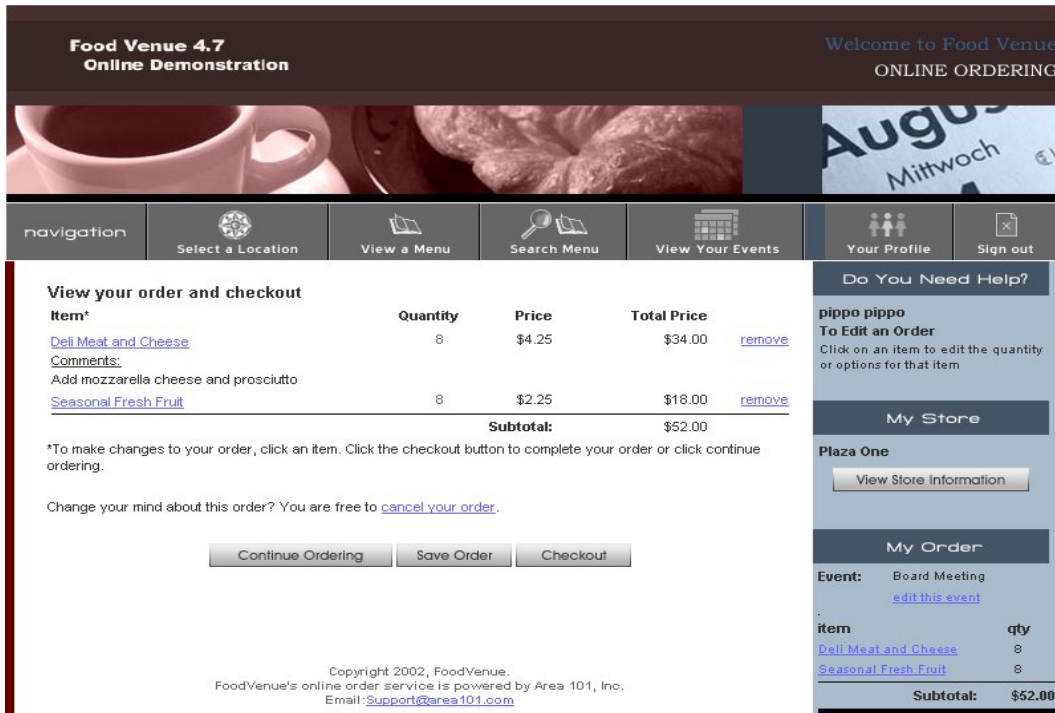 Food Venue 4.7
Online Demonstration
Welcome to Food Venue
ONLINE ORDERING
Mittwoch
navigation
Select a Location
View a Menu
Search Menu
View Your Events
Your Profile
Sign out
View your order and checkout
Item* Quantity Price Total Price
Deli Meat and Cheese 8 $4.25 $34.00 remove
Comments:
Add mozzarella cheese and prosciutto
Seasonal Fresh Fruit 8 $2.25 $18.00 remove
Subtotal: $52.00
*To make changes to your order, click an item. Click the checkout button to complete your order or click continue
ordering.
Change your mind about this order? You are free to cancel your order.
Continue Ordering Save Order Checkout
Copyright 2002, FoodVenue.
FoodVenue's online order service is powered by Area 101, Inc.
Email:Support@area101.com
Do You Need Help?
pippo pippo
To Edit an Order
Click on an item to edit the quantity
or options for that item
My Store
Plaza One
View Store Information
My Order
Event: Board Meeting
edit this event
item qty
Deli Meat and Cheese 8
Seasonal Fresh Fruit 8
Subtotal: $52.00